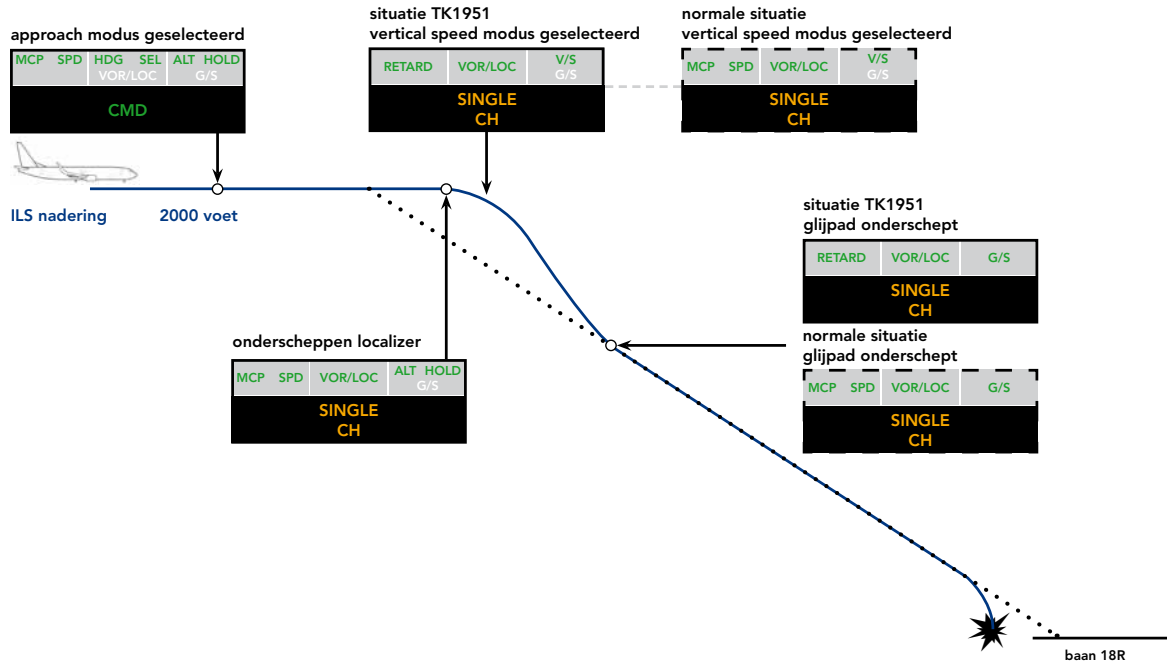 approach modus geselecteerd
MCP SPD HDG SEL ALT HOLD
VOR/LOC G/S
CMD
situatie TK1951
vertical speed modus geselecteerd
RETARD VOR/LOC V/S
G/S
SINGLE
CH
normale situatie
vertical speed modus geselecteerd
MCP SPD VOR/LOC V/S
G/S
SINGLE
CH
ILS nadering 2000 voet
situatie TK1951
glijpad onderschept
RETARD VOR/LOC G/S
SINGLE
CH
onderscheppen localizer
MCP SPD VOR/LOC ALT HOLD
G/S
SINGLE
CH
normale situatie
glijpad onderschept
MCP SPD VOR/LOC G/S
SINGLE
CH
baan 18R